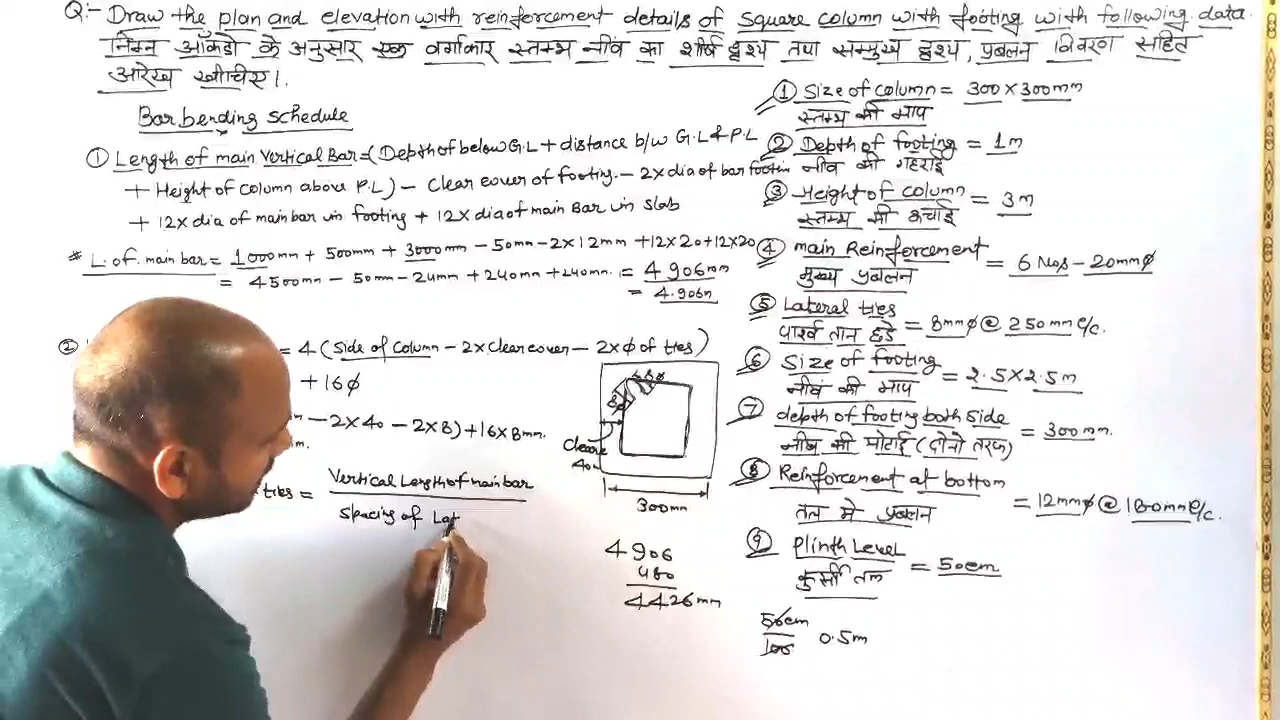 Q:- Draw the plan and elevation with reinforcement details of square column with footing with following data.
निम्न आँकडो के अनुसार एक वर्गाकार स्तम्भ नींव का शीर्ष दृश्य तथा सम्मुख दृश्य, प्रबलन विवरण सहित
आरेख खीचिए।
Bar bending schedule
① Length of main vertical Bar=(Depth of below G.L + distance b/w G.L & P.L
+ Height of column above P.L) - clear cover of footing - 2x dia of bar footin
+ 12x dia of main bar in footing + 12x dia of main Bar in slab
* L. of. main bar = 1000mm + 500mm + 3000mm - 50mm - 2x12mm + 12x20+12x20
= 4500mm - 50mm - 24mm + 240mm + 240mm. = 4906mm
= 4.906m
②
= 4 (Side of column - 2x clear cover - 2xϕ of ties)
+ 16ϕ
- 2x40 - 2x8) + 16x8mm.
m.
ties = Vertical Length of main bar
spacing of Lat
① Size of column = 300 x 300mm
स्तम्भ की माप
② Depth of footing = 1m
नींव की गहराई
③ Height of column = 3m
स्तम्भ की ऊचाई
④ main Reinforcement = 6 Nos - 20mmϕ
मुख्य प्रबलन
⑤ Lateral ties = 8mmϕ @ 250mm c/c.
पार्श्व तान छडे
⑥ Size of footing = 2.5 x 2.5m
नींव की माप
⑦ depth of footing both side = 300mm.
नींव की मोटाई (दोनो तरफ)
⑧ Reinforcement at bottom = 12mmϕ @ 180mm c/c.
तल मे प्रबलन
⑨ Plinth Level = 50cm
कुर्सी तल
Clear
300mm
4906
480
4426mm
50cm
100
0.5m